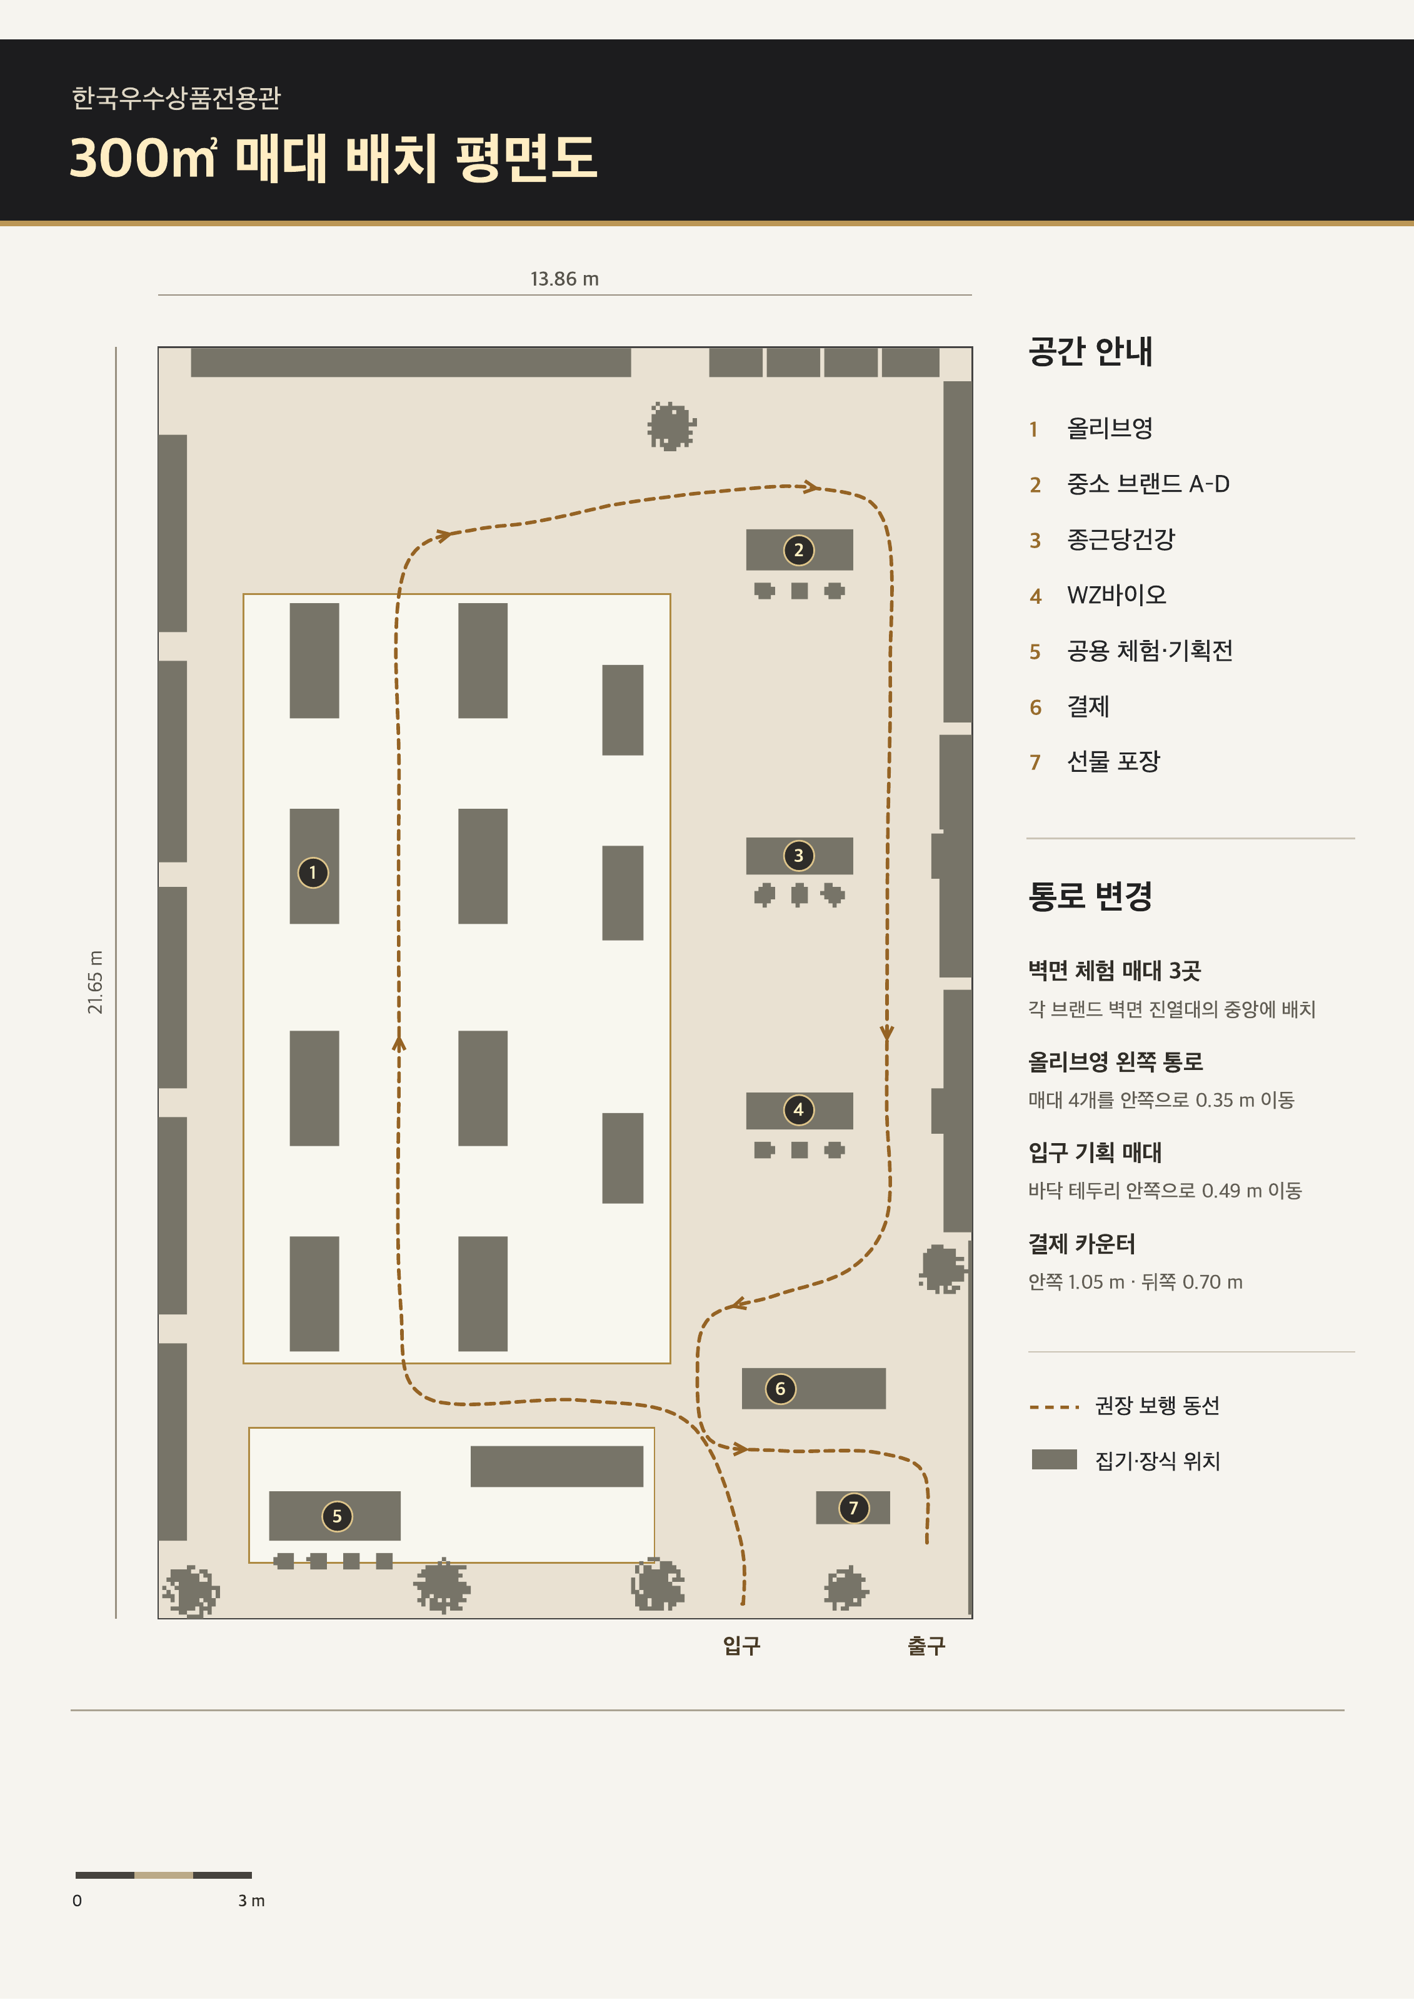 한국우수상품전용관
300㎡ 매대 배치 평면도
13.86 m
21.65 m
2
1
3
4
6
5
7
입구
출구
0
3 m
공간 안내
1 올리브영
2 중소 브랜드 A-D
3 종근당건강
4 WZ바이오
5 공용 체험·기획전
6 결제
7 선물 포장
통로 변경
벽면 체험 매대 3곳
각 브랜드 벽면 진열대의 중앙에 배치
올리브영 왼쪽 통로
매대 4개를 안쪽으로 0.35 m 이동
입구 기획 매대
바닥 테두리 안쪽으로 0.49 m 이동
결제 카운터
안쪽 1.05 m · 뒤쪽 0.70 m
권장 보행 동선
집기·장식 위치